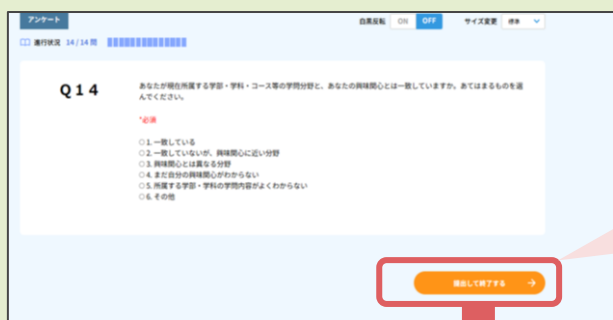 アンケート
白黒反転 ON OFF サイズ変更 標準
進行状況 14/14 問
Q14
あなたが現在所属する学部・学科・コース等の学問分野と、あなたの興味関心とは一致していますか。あてはまるものを選
んでください。
*必須
1. 一致している
2. 一致していないが、興味関心に近い分野
3. 興味関心とは異なる分野
4. まだ自分の興味関心がわからない
5. 所属する学部・学科の学問内容がよくわからない
6. その他
提出して終了する